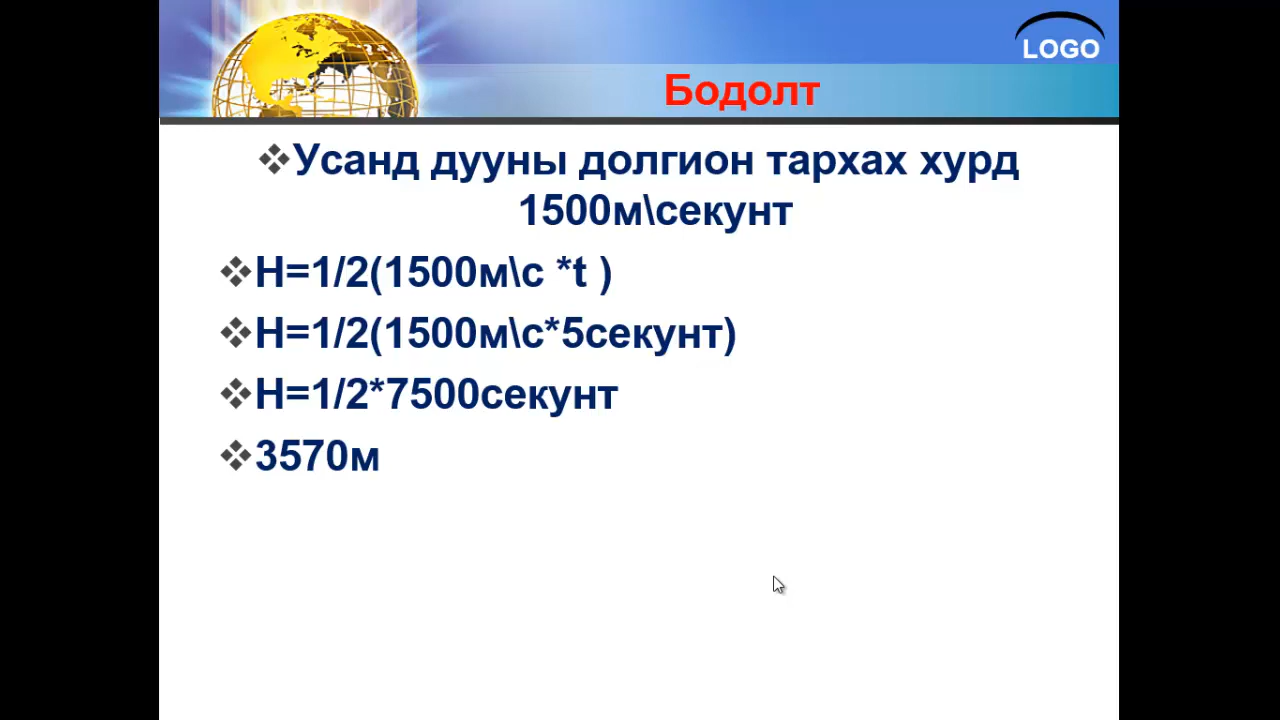 LOGO
Бодолт
❖Усанд дууны долгион тархах хурд
1500м\секунт
❖H=1/2(1500м\с *t )
❖H=1/2(1500м\с*5секунт)
❖H=1/2*7500секунт
❖3570м